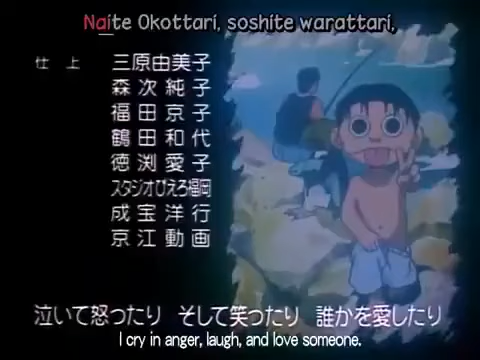 Naite Okottari, soshite warattari,
仕上 三原由美子
森次純子
福田京子
鶴田和代
徳渕愛子
スタジオぴえろ福岡
成宝洋行
京江動画
泣いて怒ったり そして笑ったり 誰かを愛したり
I cry in anger, laugh, and love someone.